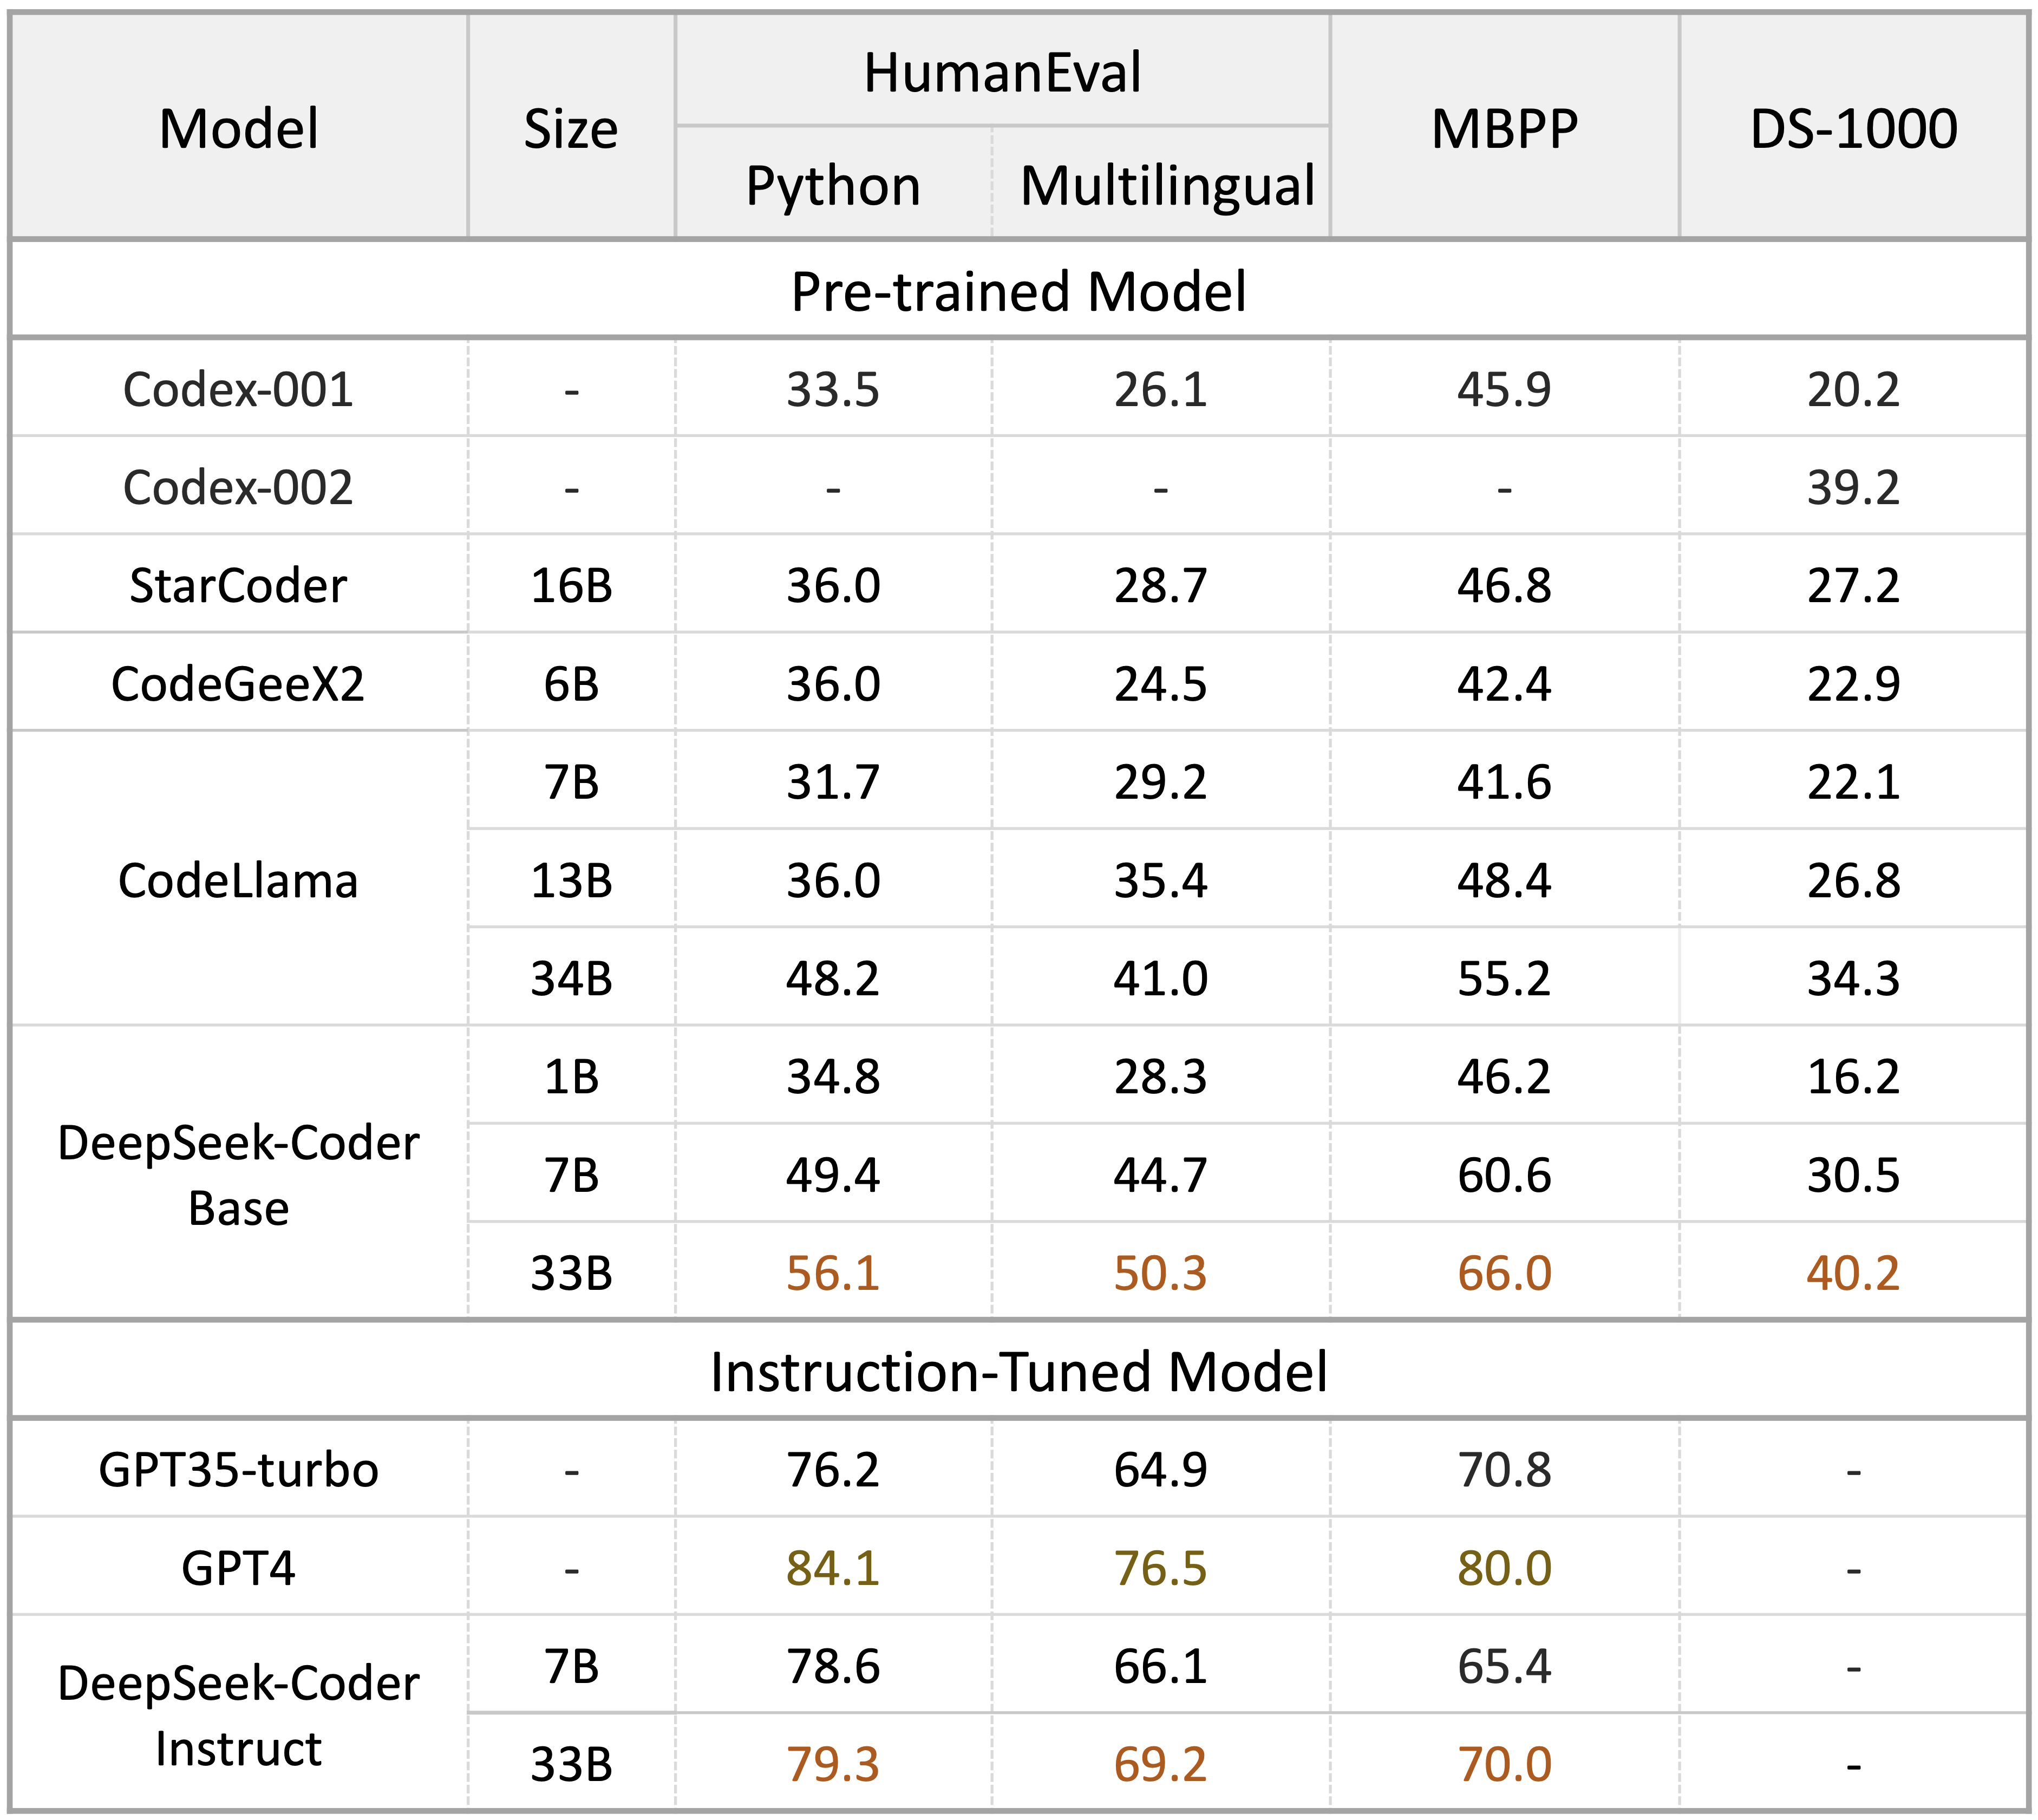 Model Size HumanEval MBPP DS-1000
Python Multilingual
Pre-trained Model
Codex-001 - 33.5 26.1 45.9 20.2
Codex-002 - - - - 39.2
StarCoder 16B 36.0 28.7 46.8 27.2
CodeGeeX2 6B 36.0 24.5 42.4 22.9
CodeLlama 7B 31.7 29.2 41.6 22.1
13B 36.0 35.4 48.4 26.8
34B 48.2 41.0 55.2 34.3
DeepSeek-Coder
Base
1B 34.8 28.3 46.2 16.2
7B 49.4 44.7 60.6 30.5
33B 56.1 50.3 66.0 40.2
Instruction-Tuned Model
GPT35-turbo - 76.2 64.9 70.8 -
GPT4 - 84.1 76.5 80.0 -
DeepSeek-Coder
Instruct
7B 78.6 66.1 65.4 -
33B 79.3 69.2 70.0 -